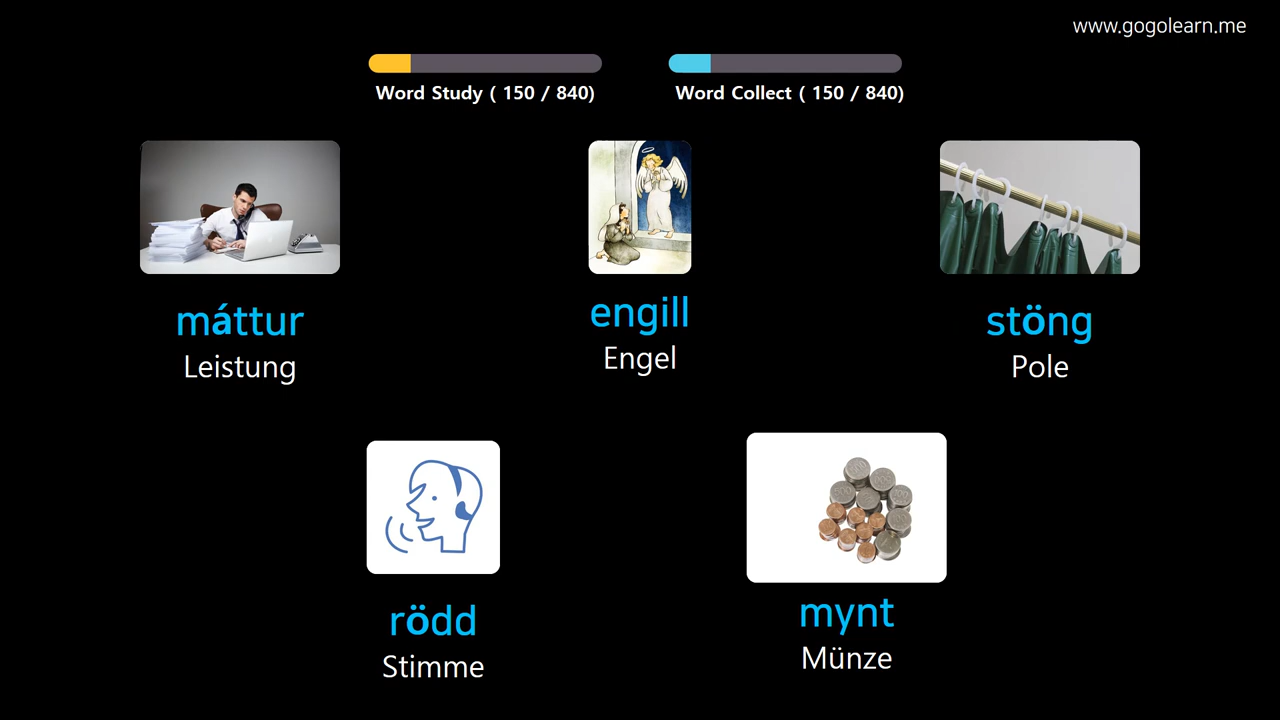 www.gogolearn.me
Word Study ( 150 / 840)
Word Collect ( 150 / 840)
máttur
Leistung
engill
Engel
stöng
Pole
rödd
Stimme
mynt
Münze